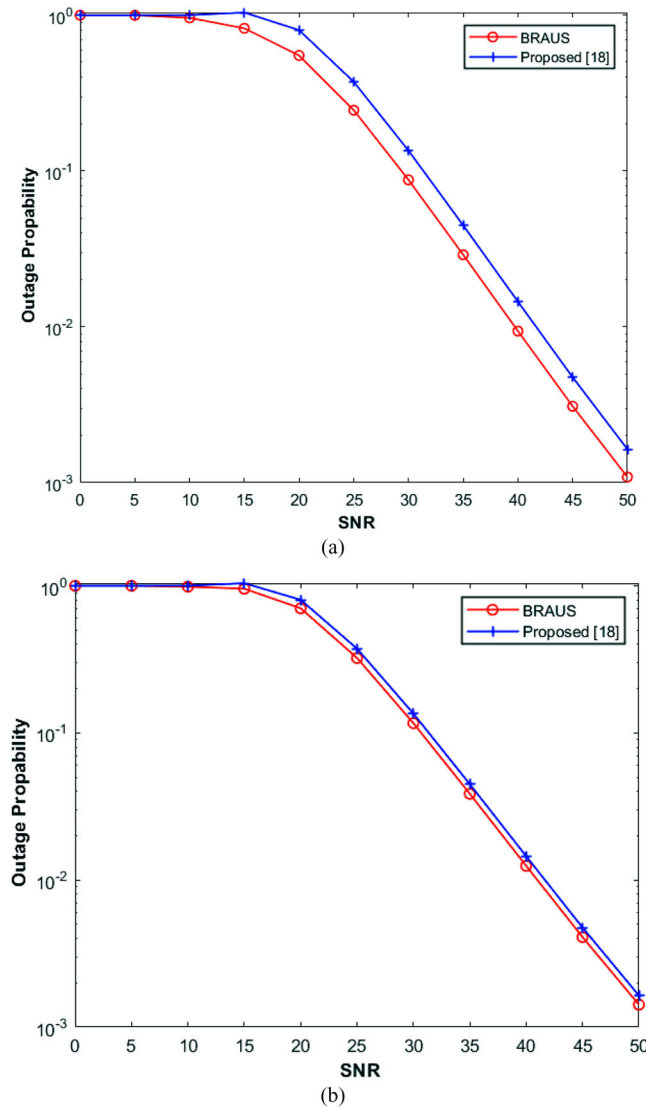 10^0
10^-1
10^-2
10^-3
Outage Propability
BRAUS
Proposed [18]
0 5 10 15 20 25 30 35 40 45 50
SNR
(a)
10^0
10^-1
10^-2
10^-3
Outage Propability
BRAUS
Proposed [18]
0 5 10 15 20 25 30 35 40 45 50
SNR
(b)